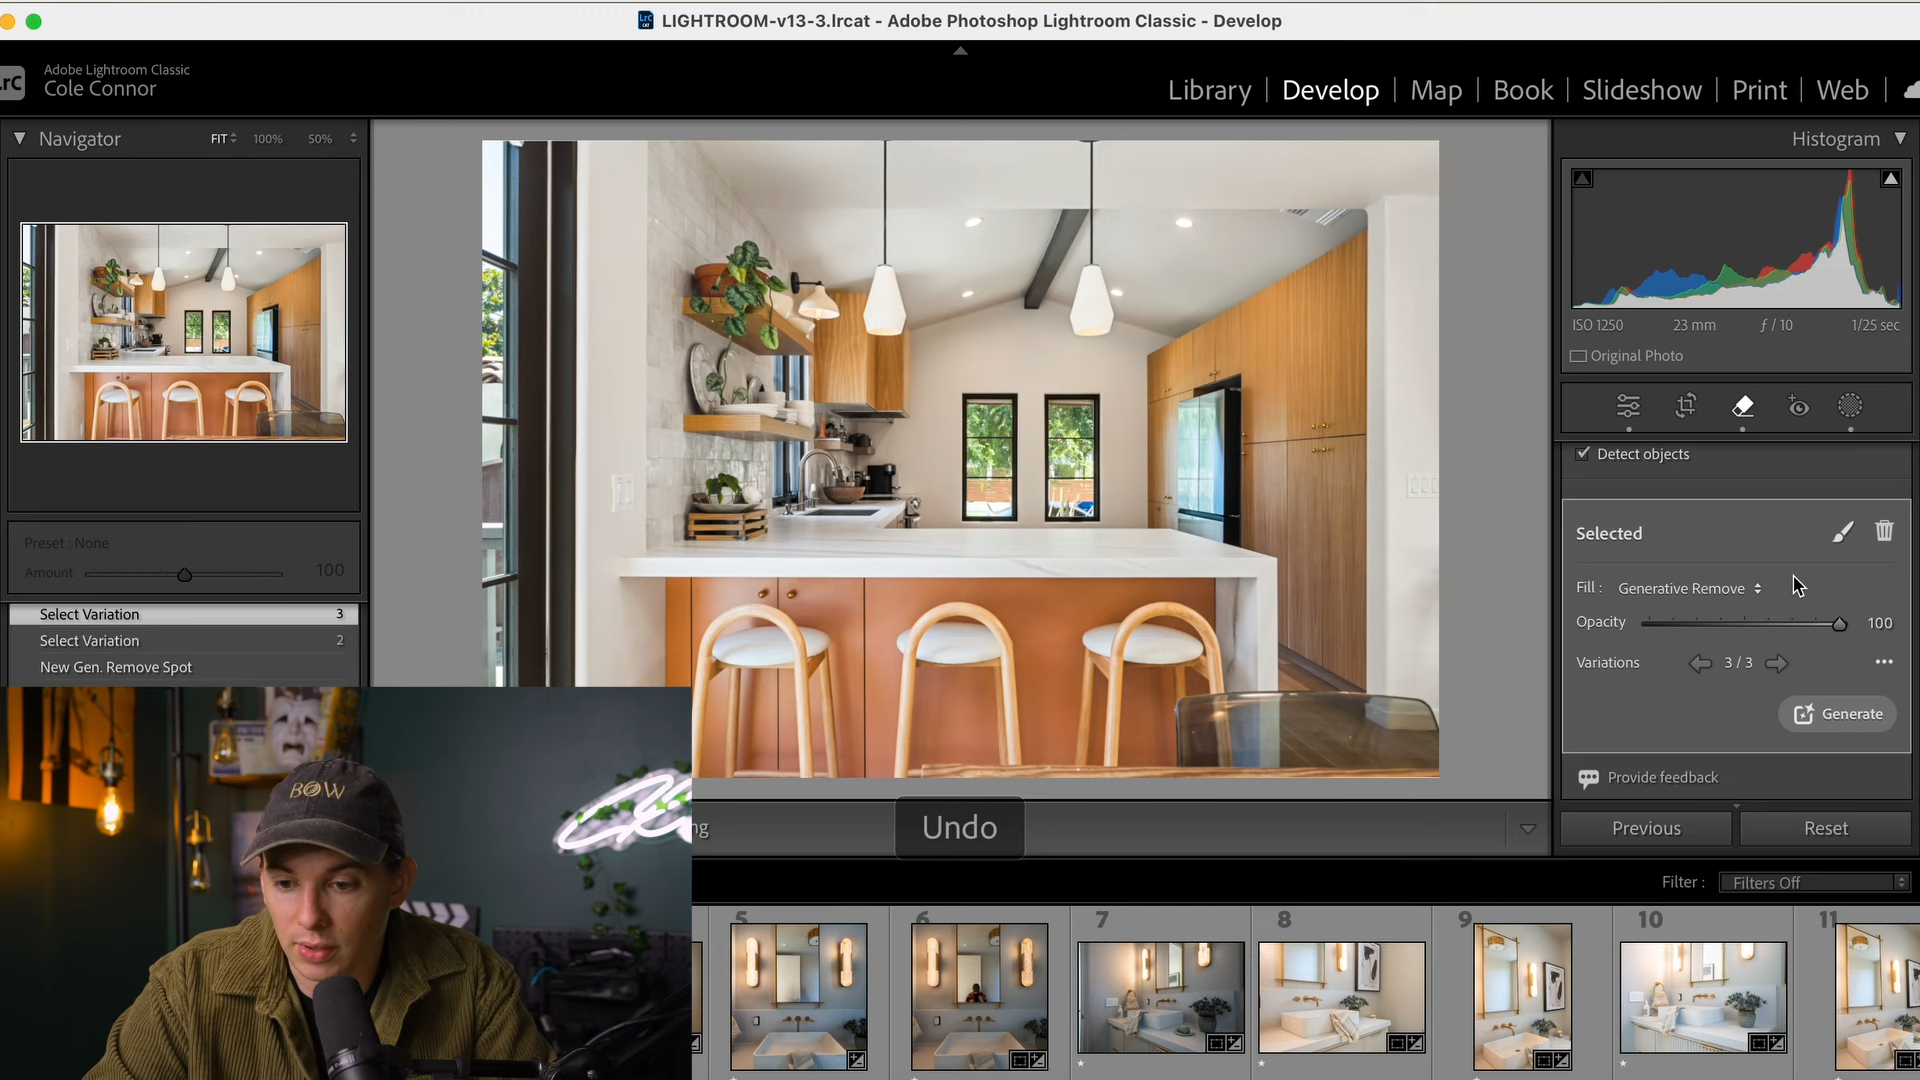 LrC LIGHTROOM-v13-3.lrcat - Adobe Photoshop Lightroom Classic - Develop
LrC
Adobe Lightroom Classic
Cole Connor
Library | Develop | Map | Book | Slideshow | Print | Web |
Navigator
FIT 100% 50%
Histogram
ISO 1250 23 mm ƒ / 10 1/25 sec
Original Photo
Detect objects
Selected
Fill : Generative Remove
Opacity 100
Variations 3 / 3
Generate
Provide feedback
Previous Reset
Preset : None
Amount 100
Select Variation 3
Select Variation 2
New Gen. Remove Spot
BOW
ng
Undo
Filter : Filters Off
5 6 7 8 9 10 11